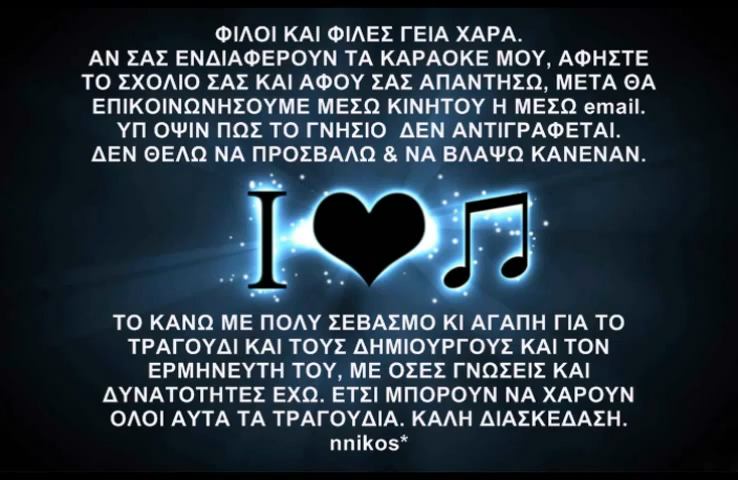 ΦΙΛΟΙ ΚΑΙ ΦΙΛΕΣ ΓΕΙΑ ΧΑΡΑ.
ΑΝ ΣΑΣ ΕΝΔΙΑΦΕΡΟΥΝ ΤΑ ΚΑΡΑΟΚΕ ΜΟΥ, ΑΦΗΣΤΕ
ΤΟ ΣΧΟΛΙΟ ΣΑΣ ΚΑΙ ΑΦΟΥ ΣΑΣ ΑΠΑΝΤΗΣΩ, ΜΕΤΑ ΘΑ
ΕΠΙΚΟΙΝΩΝΗΣΟΥΜΕ ΜΕΣΩ ΚΙΝΗΤΟΥ Η ΜΕΣΩ email.
ΥΠ ΟΨΙΝ ΠΩΣ ΤΟ ΓΝΗΣΙΟ ΔΕΝ ΑΝΤΙΓΡΑΦΕΤΑΙ.
ΔΕΝ ΘΕΛΩ ΝΑ ΠΡΟΣΒΑΛΩ & ΝΑ ΒΛΑΨΩ ΚΑΝΕΝΑΝ.
I
ΤΟ ΚΑΝΩ ΜΕ ΠΟΛΥ ΣΕΒΑΣΜΟ ΚΙ ΑΓΑΠΗ ΓΙΑ ΤΟ
ΤΡΑΓΟΥΔΙ ΚΑΙ ΤΟΥΣ ΔΗΜΙΟΥΡΓΟΥΣ ΚΑΙ ΤΟΝ
ΕΡΜΗΝΕΥΤΗ ΤΟΥ, ΜΕ ΟΣΕΣ ΓΝΩΣΕΙΣ ΚΑΙ
ΔΥΝΑΤΟΤΗΤΕΣ ΕΧΩ. ΕΤΣΙ ΜΠΟΡΟΥΝ ΝΑ ΧΑΡΟΥΝ
ΟΛΟΙ ΑΥΤΑ ΤΑ ΤΡΑΓΟΥΔΙΑ. ΚΑΛΗ ΔΙΑΣΚΕΔΑΣΗ.
nnikos*